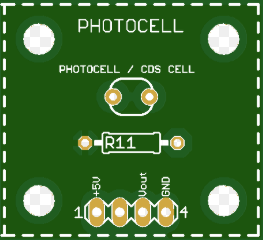 PHOTOCELL
PHOTOCELL / CDS CELL
R11
+5V Vout GND
1 4